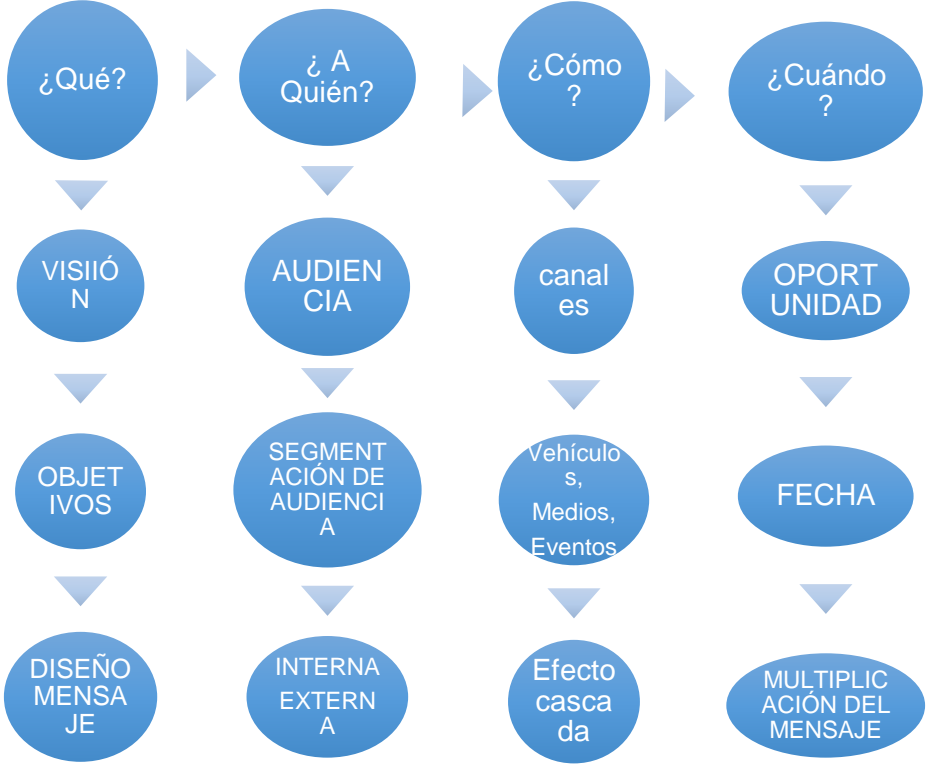 ¿Qué?
¿ A
Quién?
¿Cómo
?
¿Cuándo
?
VISIIÓ
N
AUDIEN
CIA
canal
es
OPORT
UNIDAD
OBJET
IVOS
SEGMENT
ACIÓN DE
AUDIENCI
A
Vehículo
s,
Medios,
Eventos
FECHA
DISEÑO
MENSA
JE
INTERNA
EXTERN
A
Efecto
casca
da
MULTIPLIC
ACIÓN DEL
MENSAJE